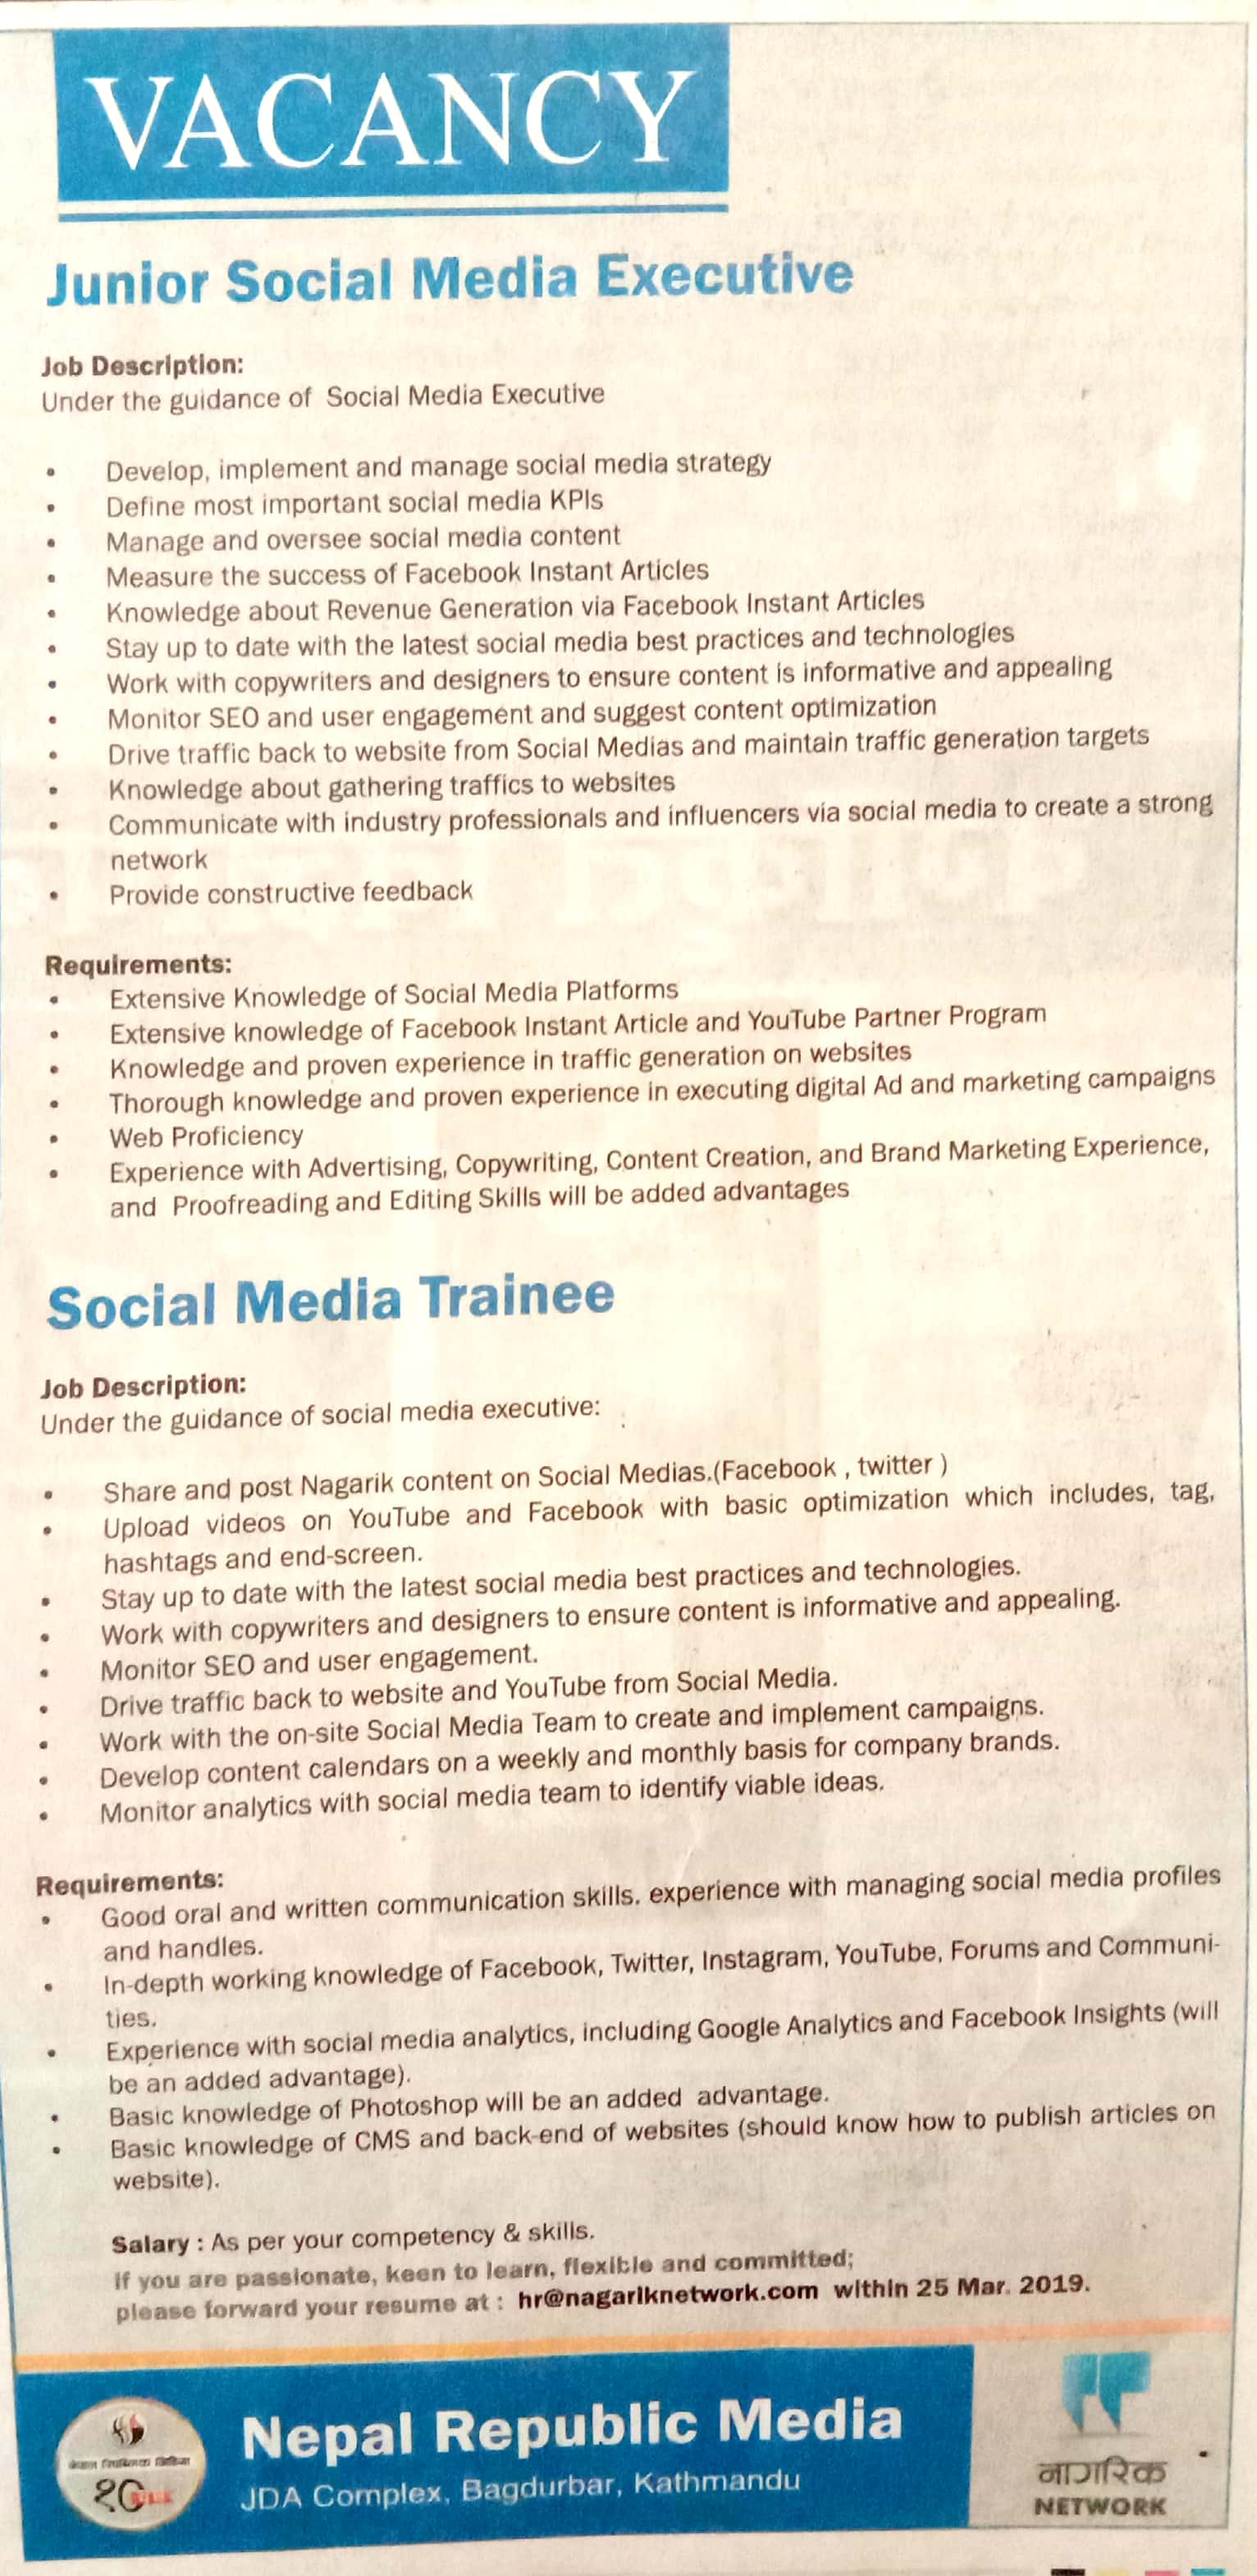 VACANCY
Junior Social Media Executive
Job Description:
Under the guidance of Social Media Executive
• Develop, implement and manage social media strategy
• Define most important social media KPIs
• Manage and oversee social media content
• Measure the success of Facebook Instant Articles
• Knowledge about Revenue Generation via Facebook Instant Articles
• Stay up to date with the latest social media best practices and technologies
• Work with copywriters and designers to ensure content is informative and appealing
• Monitor SEO and user engagement and suggest content optimization
• Drive traffic back to website from Social Medias and maintain traffic generation targets
• Knowledge about gathering traffics to websites
• Communicate with industry professionals and influencers via social media to create a strong
network
• Provide constructive feedback
Requirements:
• Extensive Knowledge of Social Media Platforms
• Extensive knowledge of Facebook Instant Article and YouTube Partner Program
• Knowledge and proven experience in traffic generation on websites
• Thorough knowledge and proven experience in executing digital Ad and marketing campaigns
• Web Proficiency
• Experience with Advertising, Copywriting, Content Creation, and Brand Marketing Experience,
and Proofreading and Editing Skills will be added advantages
Social Media Trainee
Job Description:
Under the guidance of social media executive:
• Share and post Nagarik content on Social Medias.(Facebook , twitter )
• Upload videos on YouTube and Facebook with basic optimization which includes, tag,
hashtags and end-screen.
• Stay up to date with the latest social media best practices and technologies.
• Work with copywriters and designers to ensure content is informative and appealing.
• Monitor SEO and user engagement.
• Drive traffic back to website and YouTube from Social Media.
• Work with the on-site Social Media Team to create and implement campaigns.
• Develop content calendars on a weekly and monthly basis for company brands.
• Monitor analytics with social media team to identify viable ideas.
Requirements:
• Good oral and written communication skills. experience with managing social media profiles
and handles.
• In-depth working knowledge of Facebook, Twitter, Instagram, YouTube, Forums and Communi-
ties.
• Experience with social media analytics, including Google Analytics and Facebook Insights (will
be an added advantage).
• Basic knowledge of Photoshop will be an added advantage.
• Basic knowledge of CMS and back-end of websites (should know how to publish articles on
website).
Salary : As per your competency & skills.
If you are passionate, keen to learn, flexible and committed;
please forward your resume at : hr@nagariknetwork.com within 25 Mar. 2019.
Nepal Republic Media
JDA Complex, Bagdurbar, Kathmandu
१०
नागरिक
NETWORK